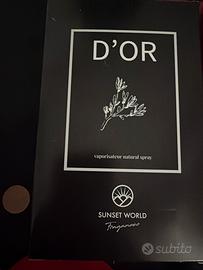 D'OR
vaporisateur natural spray
SUNSET WORLD
Fragrances
subito